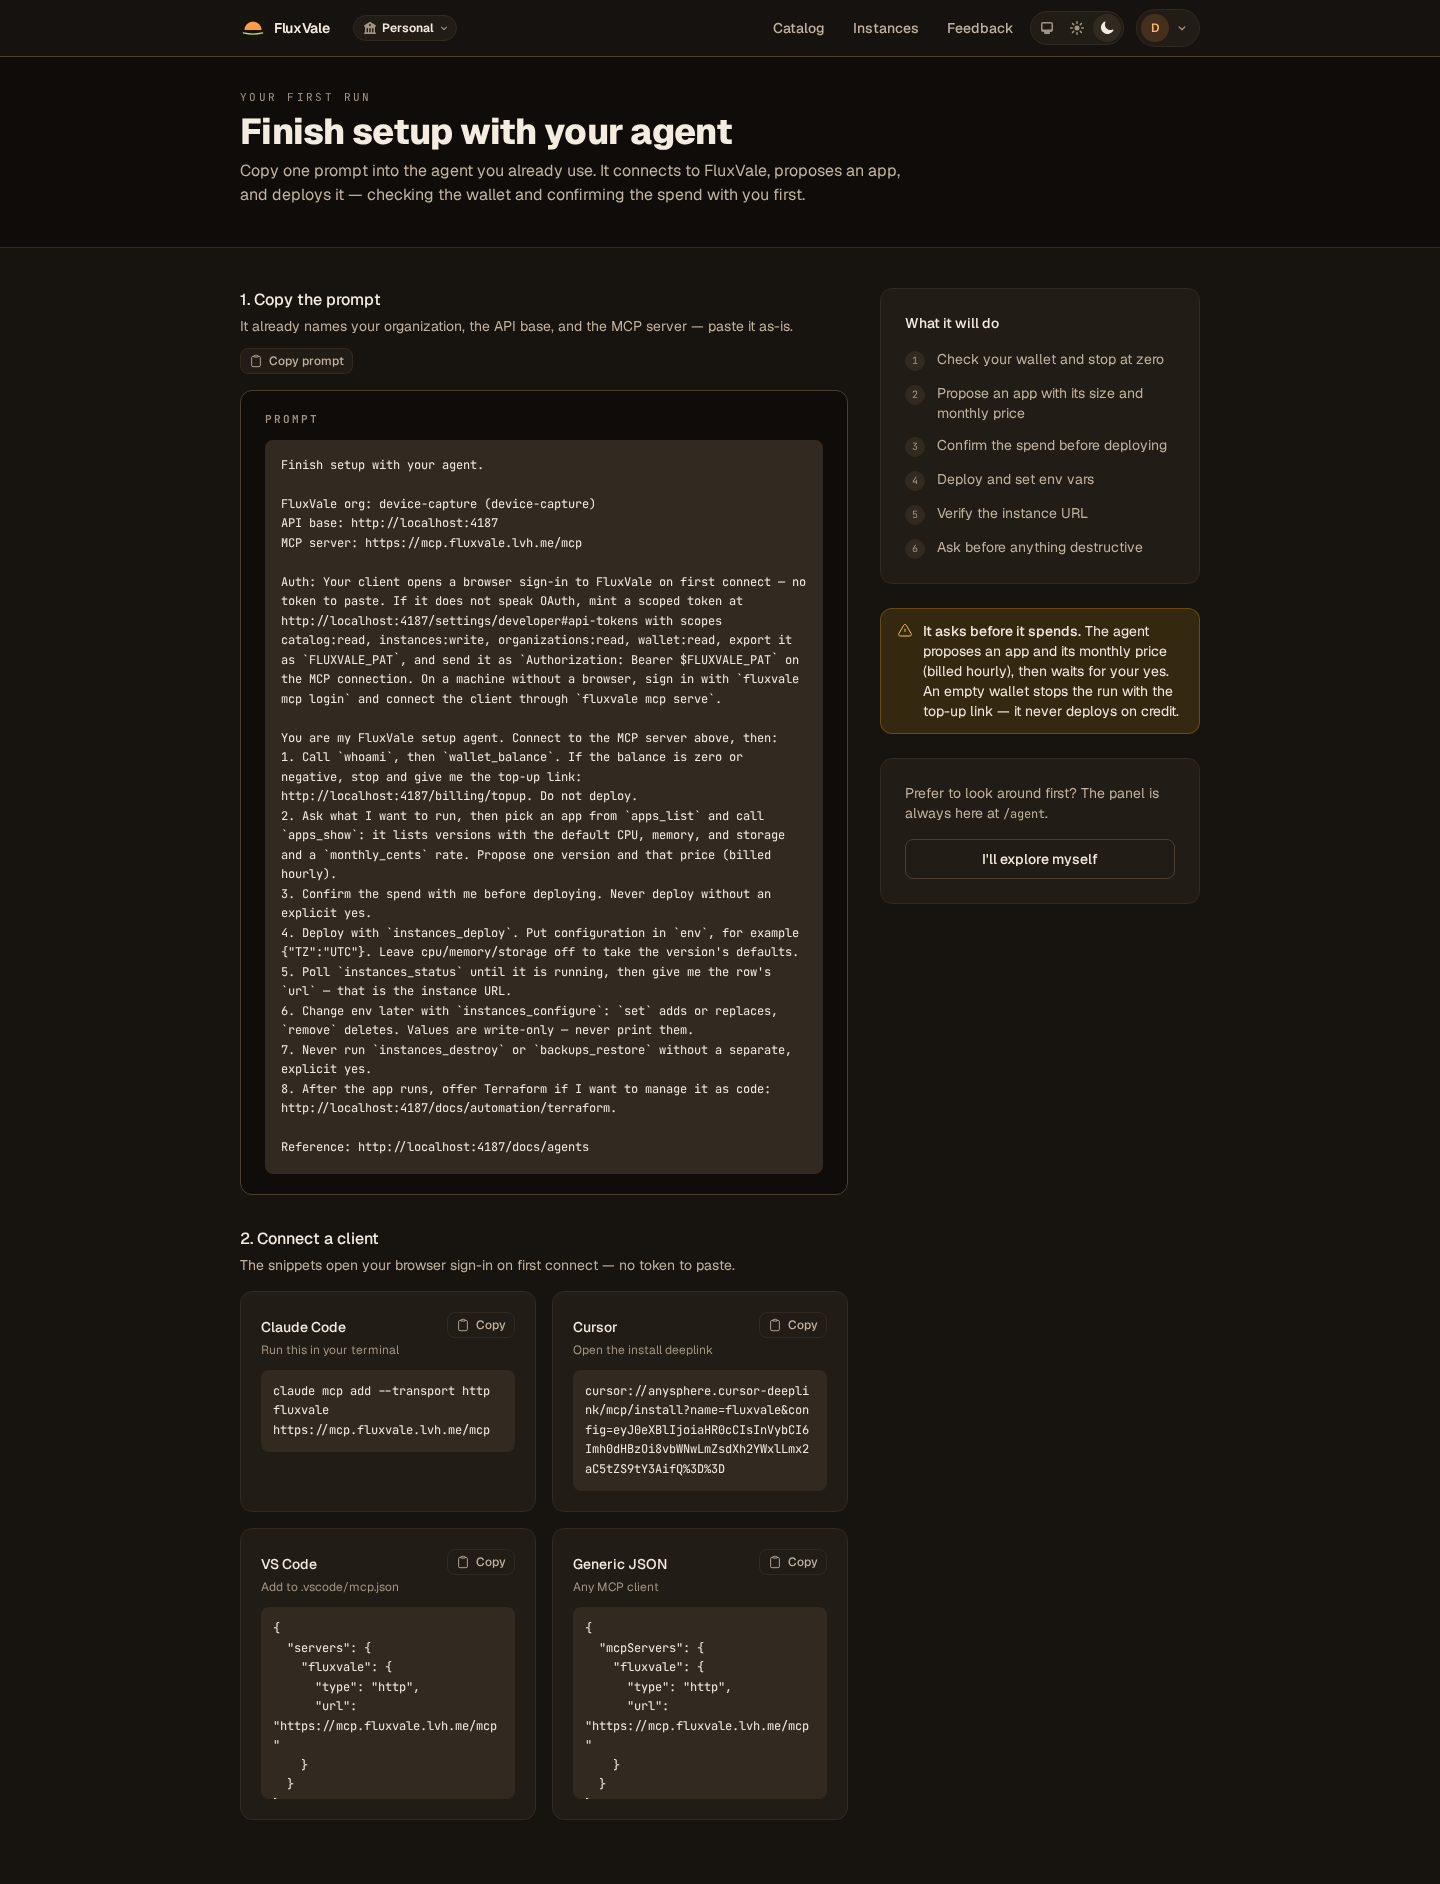 FluxVale
Personal
Catalog
Instances
Feedback
D
YOUR FIRST RUN
Finish setup with your agent
Copy one prompt into the agent you already use. It connects to FluxVale, proposes an app,
and deploys it — checking the wallet and confirming the spend with you first.
1. Copy the prompt
It already names your organization, the API base, and the MCP server — paste it as-is.
Copy prompt
PROMPT
Finish setup with your agent.
FluxVale org: device-capture (device-capture)
API base: http://localhost:4187
MCP server: https://mcp.fluxvale.lvh.me/mcp
Auth: Your client opens a browser sign-in to FluxVale on first connect — no
token to paste. If it does not speak OAuth, mint a scoped token at
http://localhost:4187/settings/developer#api-tokens with scopes
catalog:read, instances:write, organizations:read, wallet:read, export it
as `FLUXVALE_PAT`, and send it as `Authorization: Bearer $FLUXVALE_PAT` on
the MCP connection. On a machine without a browser, sign in with `fluxvale
mcp login` and connect the client through `fluxvale mcp serve`.
You are my FluxVale setup agent. Connect to the MCP server above, then:
1. Call `whoami`, then `wallet_balance`. If the balance is zero or
negative, stop and give me the top-up link:
http://localhost:4187/billing/topup. Do not deploy.
2. Ask what I want to run, then pick an app from `apps_list` and call
`apps_show`: it lists versions with the default CPU, memory, and storage
and a `monthly_cents` rate. Propose one version and that price (billed
hourly).
3. Confirm the spend with me before deploying. Never deploy without an
explicit yes.
4. Deploy with `instances_deploy`. Put configuration in `env`, for example
{"TZ":"UTC"}. Leave cpu/memory/storage off to take the version's defaults.
5. Poll `instances_status` until it is running, then give me the row's
`url` — that is the instance URL.
6. Change env later with `instances_configure`: `set` adds or replaces,
`remove` deletes. Values are write-only — never print them.
7. Never run `instances_destroy` or `backups_restore` without a separate,
explicit yes.
8. After the app runs, offer Terraform if I want to manage it as code:
http://localhost:4187/docs/automation/terraform.
Reference: http://localhost:4187/docs/agents
What it will do
1 Check your wallet and stop at zero
2 Propose an app with its size and
monthly price
3 Confirm the spend before deploying
4 Deploy and set env vars
5 Verify the instance URL
6 Ask before anything destructive
It asks before it spends. The agent
proposes an app and its monthly price
(billed hourly), then waits for your yes.
An empty wallet stops the run with the
top-up link — it never deploys on credit.
Prefer to look around first? The panel is
always here at /agent.
I'll explore myself
2. Connect a client
The snippets open your browser sign-in on first connect — no token to paste.
Claude Code
Copy
Run this in your terminal
claude mcp add --transport http
fluxvale
https://mcp.fluxvale.lvh.me/mcp
Cursor
Copy
Open the install deeplink
cursor://anysphere.cursor-deepli
nk/mcp/install?name=fluxvale&con
fig=eyJ0eXBlIjoiaHR0cCIsInVybCI6
Imh0dHBzOi8vbWNwLmZsdXh2YWxlLmx2
aC5tZS9tY3AifQ%3D%3D
VS Code
Copy
Add to .vscode/mcp.json
{
"servers": {
"fluxvale": {
"type": "http",
"url":
"https://mcp.fluxvale.lvh.me/mcp
"
}
}
Generic JSON
Copy
Any MCP client
{
"mcpServers": {
"fluxvale": {
"type": "http",
"url":
"https://mcp.fluxvale.lvh.me/mcp
"
}
}